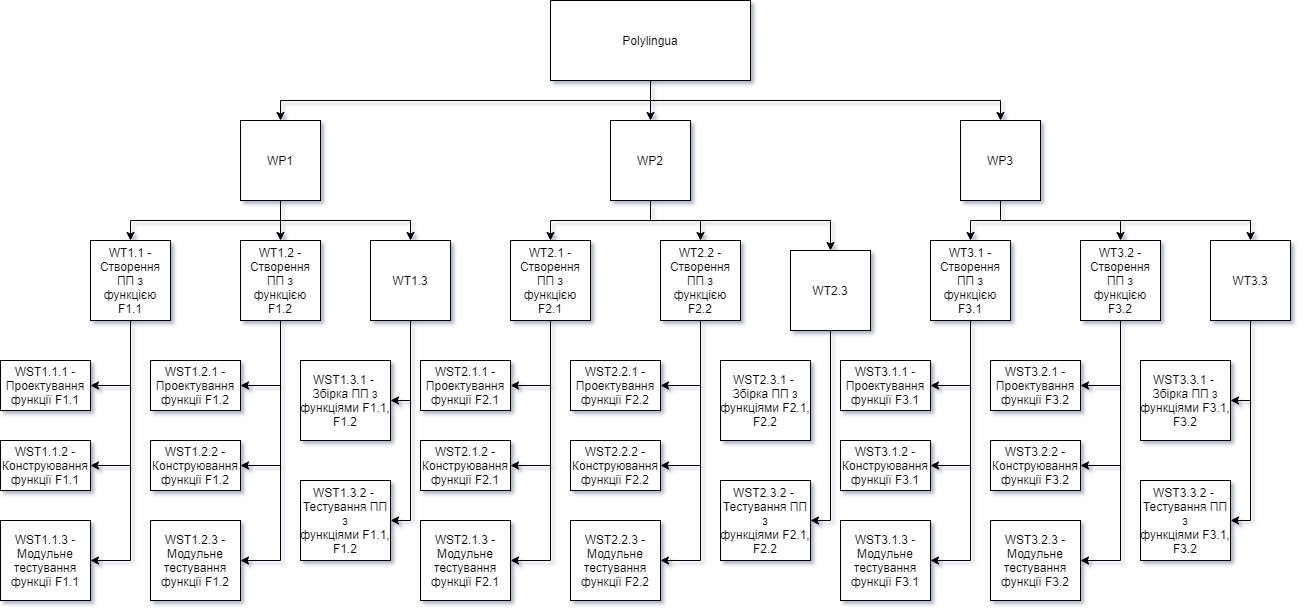 Polylingua
WP1
WP2
WP3
WT1.1 -
Створення
ПП з
функцією
F1.1
WT1.2 -
Створення
ПП з
функцією
F1.2
WT1.3
WT2.1 -
Створення
ПП з
функцією
F2.1
WT2.2 -
Створення
ПП з
функцією
F2.2
WT2.3
WT3.1 -
Створення
ПП з
функцією
F3.1
WT3.2 -
Створення
ПП з
функцією
F3.2
WT3.3
WST1.1.1 -
Проектування
функції F1.1
WST1.2.1 -
Проектування
функції F1.2
WST1.3.1 -
Збірка ПП з
функціями F1.1,
F1.2
WST2.1.1 -
Проектування
функції F2.1
WST2.2.1 -
Проектування
функції F2.2
WST2.3.1 -
Збірка ПП з
функціями F2.1,
F2.2
WST3.1.1 -
Проектування
функції F3.1
WST3.2.1 -
Проектування
функції F3.2
WST3.3.1 -
Збірка ПП з
функціями F3.1,
F3.2
WST1.1.2 -
Конструювання
функції F1.1
WST1.2.2 -
Конструювання
функції F1.2
WST1.3.2 -
Тестування ПП
з
функціями F1.1,
F1.2
WST2.1.2 -
Конструювання
функції F2.1
WST2.2.2 -
Конструювання
функції F2.2
WST2.3.2 -
Тестування ПП
з
функціями F2.1,
F2.2
WST3.1.2 -
Конструювання
функції F3.1
WST3.2.2 -
Конструювання
функції F3.2
WST3.3.2 -
Тестування ПП
з
функціями F3.1,
F3.2
WST1.1.3 -
Модульне
тестування
функції F1.1
WST1.2.3 -
Модульне
тестування
функції F1.2
WST2.1.3 -
Модульне
тестування
функції F2.1
WST2.2.3 -
Модульне
тестування
функції F2.2
WST3.1.3 -
Модульне
тестування
функції F3.1
WST3.2.3 -
Модульне
тестування
функції F3.2